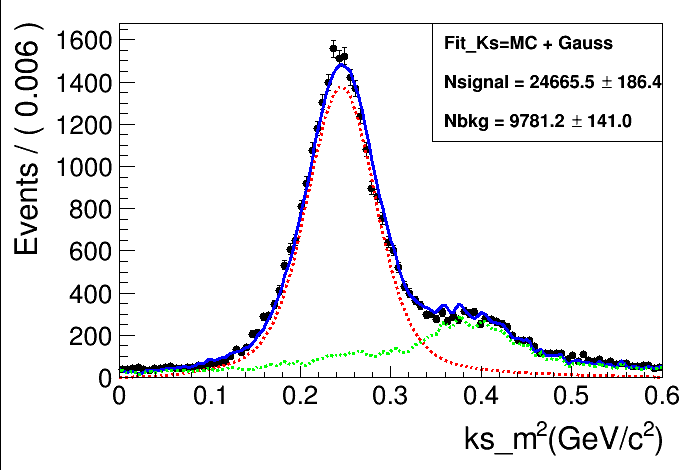 Events / ( 0.006 )
1600
1400
1200
1000
800
600
400
200
0
Fit_Ks=MC + Gauss
Nsignal = 24665.5 ± 186.4
Nbkg = 9781.2 ± 141.0
0 0.1 0.2 0.3 0.4 0.5 0.6
ks_m²(GeV/c²)